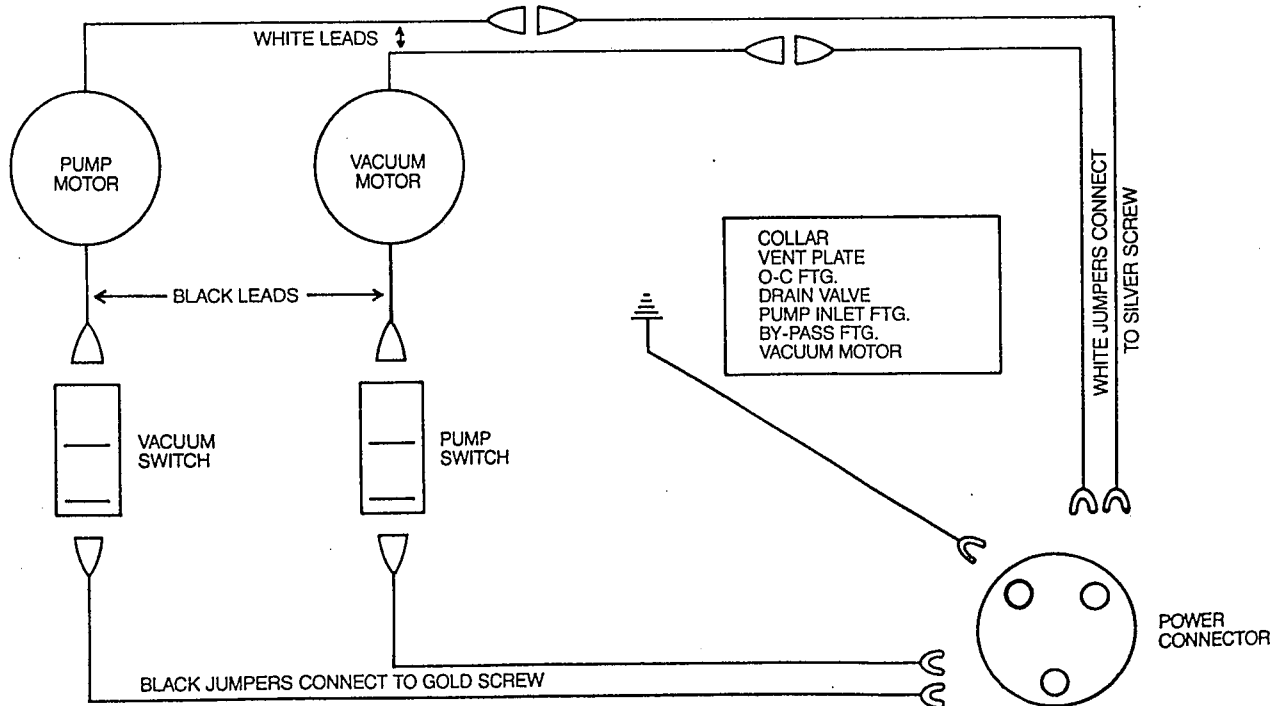 WHITE LEADS
PUMP
MOTOR
VACUUM
MOTOR
BLACK LEADS
VACUUM
SWITCH
PUMP
SWITCH
COLLAR
VENT PLATE
O-C FTG.
DRAIN VALVE
PUMP INLET FTG.
BY-PASS FTG.
VACUUM MOTOR
WHITE JUMPERS CONNECT
TO SILVER SCREW
POWER
CONNECTOR
BLACK JUMPERS CONNECT TO GOLD SCREW